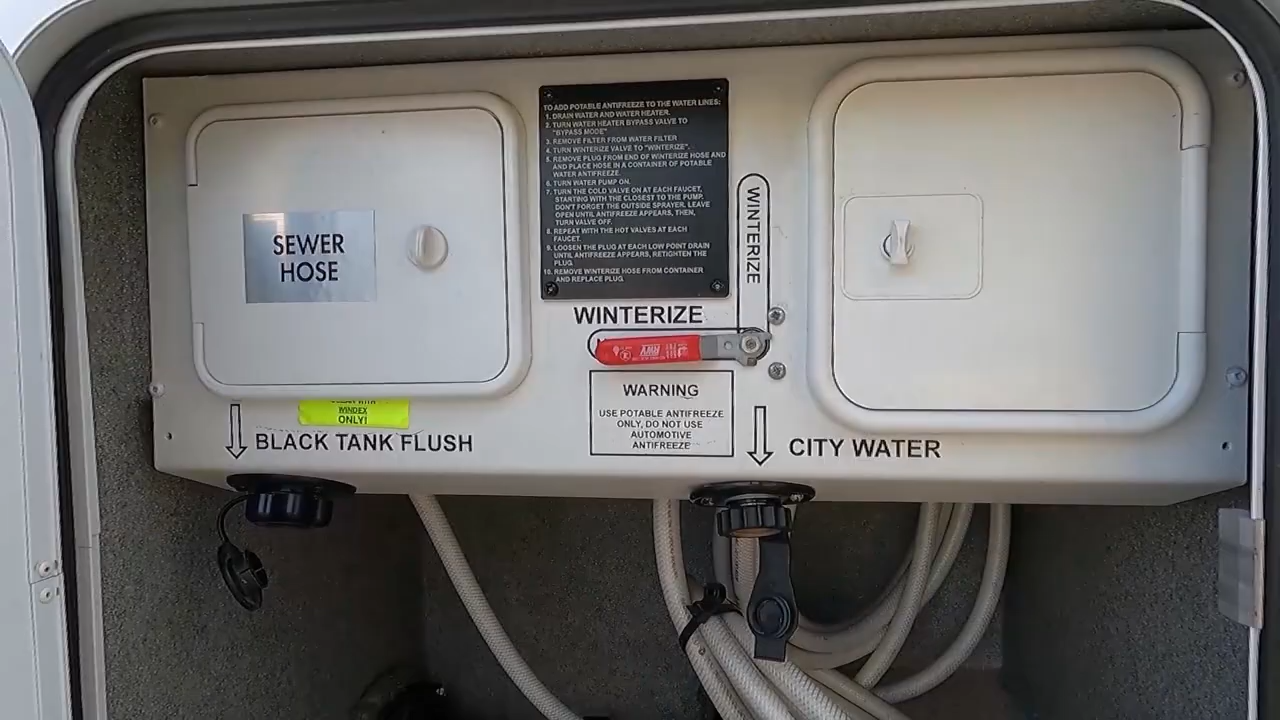 TO ADD POTABLE ANTIFREEZE TO THE WATER LINES:
1. DRAIN WATER AND WATER HEATER.
2. TURN WATER HEATER BYPASS VALVE TO
"BYPASS MODE"
3. REMOVE FILTER FROM WATER FILTER
4. TURN WINTERIZE VALVE TO "WINTERIZE".
5. REMOVE PLUG FROM END OF WINTERIZE HOSE AND
AND PLACE HOSE IN A CONTAINER OF POTABLE
WATER ANTIFREEZE.
6. TURN WATER PUMP ON.
7. TURN THE COLD VALVE ON AT EACH FAUCET,
STARTING WITH THE CLOSEST TO THE PUMP.
DON'T FORGET THE OUTSIDE SPRAYER. LEAVE
OPEN UNTIL ANTIFREEZE APPEARS, THEN,
TURN VALVE OFF.
8. REPEAT WITH THE HOT VALVES AT EACH
FAUCET.
9. LOOSEN THE PLUG AT EACH LOW POINT DRAIN
UNTIL ANTIFREEZE APPEARS, RETIGHTEN THE
PLUG.
10. REMOVE WINTERIZE HOSE FROM CONTAINER
AND REPLACE PLUG.
WINTERIZE
SEWER
HOSE
WINTERIZE
WARNING
USE POTABLE ANTIFREEZE
ONLY, DO NOT USE
AUTOMOTIVE
ANTIFREEZE
WINDEX
ONLY!
BLACK TANK FLUSH
CITY WATER